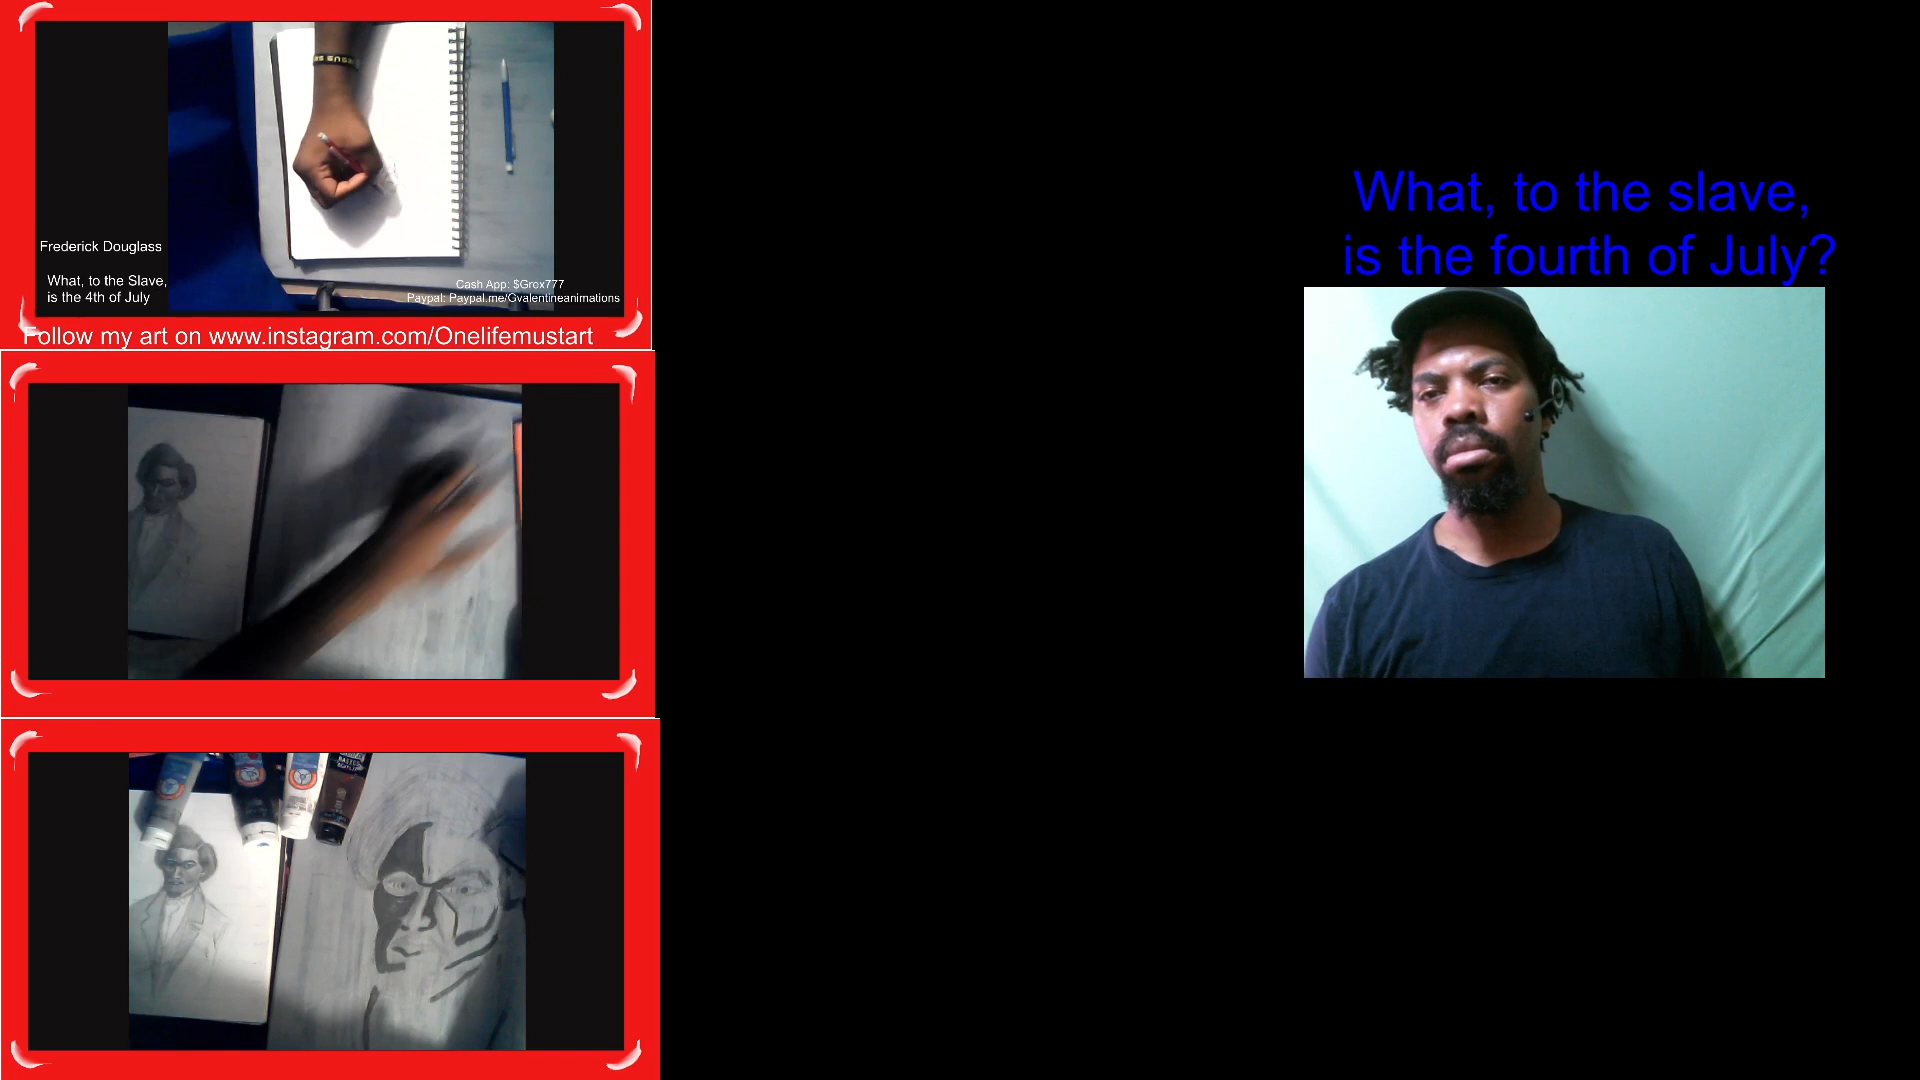 Frederick Douglass
What, to the Slave,
is the 4th of July
Cash App: $Grox777
Paypal: Paypal.me/Gvalentineanimations
Follow my art on www.instagram.com/Onelifemustart
What, to the slave,
is the fourth of July?
BASICS